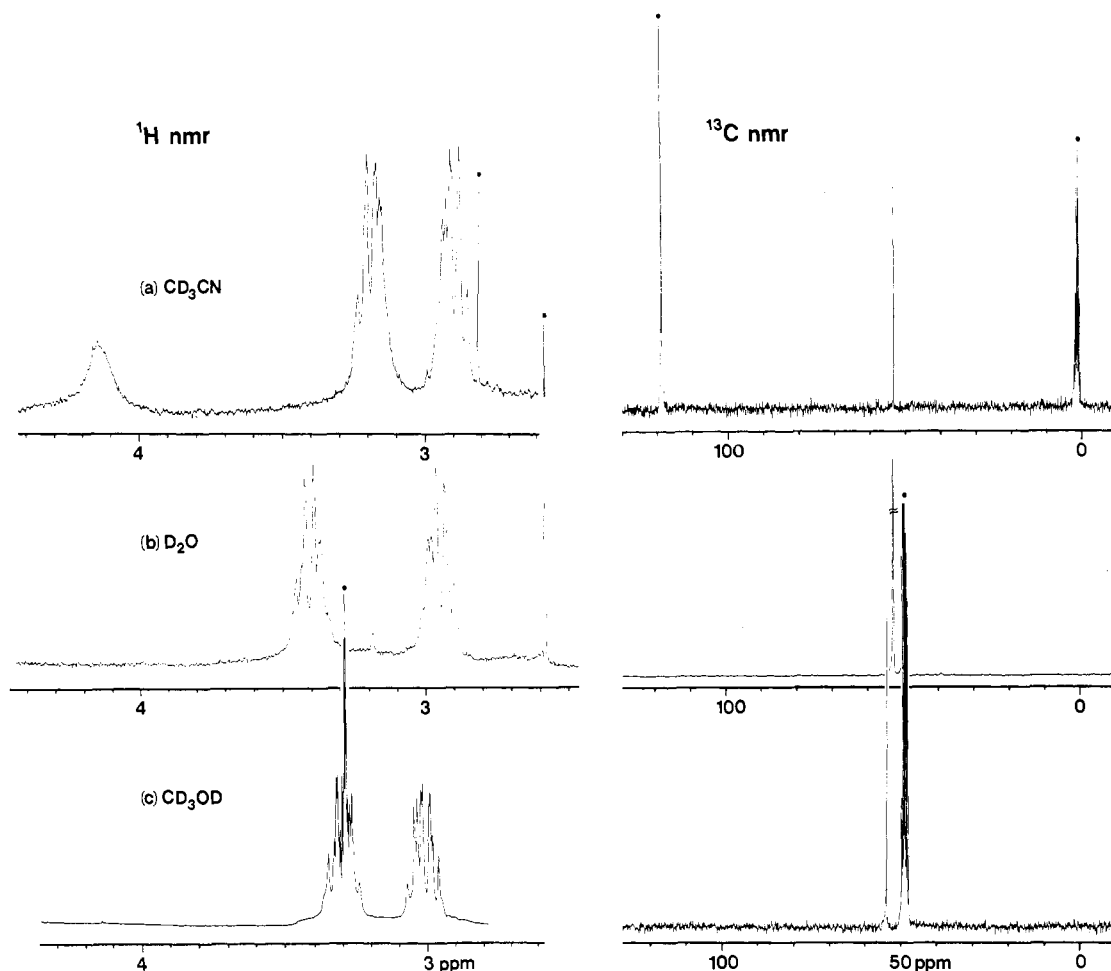 ¹H nmr
¹³C nmr
(a) CD₃CN
4 3
100 0
(b) D₂O
4 3
100 0
(c) CD₃OD
4 3 ppm
100 50 ppm 0